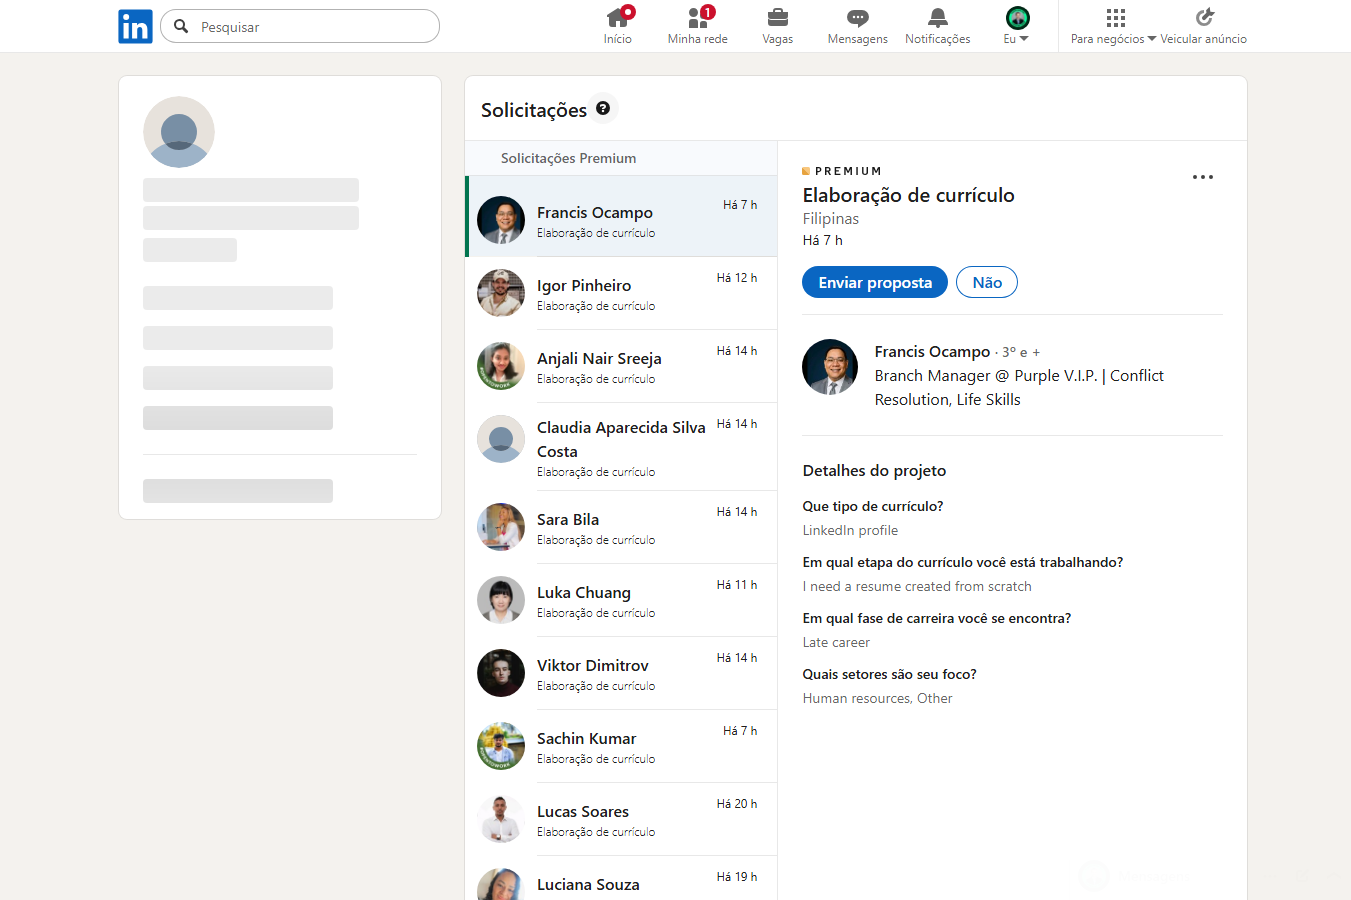 in
Pesquisar
Início
1
Minha rede
Vagas
Mensagens
Notificações
Eu
Para negócios
Veicular anúncio
Solicitações
?
Solicitações Premium
Francis Ocampo
Há 7 h
Elaboração de currículo
Igor Pinheiro
Há 12 h
Elaboração de currículo
Anjali Nair Sreeja
Há 14 h
Elaboração de currículo
#OPENTOWORK
Claudia Aparecida Silva
Costa
Há 14 h
Elaboração de currículo
Sara Bila
Há 14 h
Elaboração de currículo
Luka Chuang
Há 11 h
Elaboração de currículo
Viktor Dimitrov
Há 14 h
Elaboração de currículo
Sachin Kumar
Há 7 h
Elaboração de currículo
#OPENTOWORK
Lucas Soares
Há 20 h
Elaboração de currículo
Luciana Souza
Há 19 h
PREMIUM
Elaboração de currículo
Filipinas
Há 7 h
Enviar proposta
Não
Francis Ocampo · 3º e +
Branch Manager @ Purple V.I.P. | Conflict
Resolution, Life Skills
Detalhes do projeto
Que tipo de currículo?
LinkedIn profile
Em qual etapa do currículo você está trabalhando?
I need a resume created from scratch
Em qual fase de carreira você se encontra?
Late career
Quais setores são seu foco?
Human resources, Other